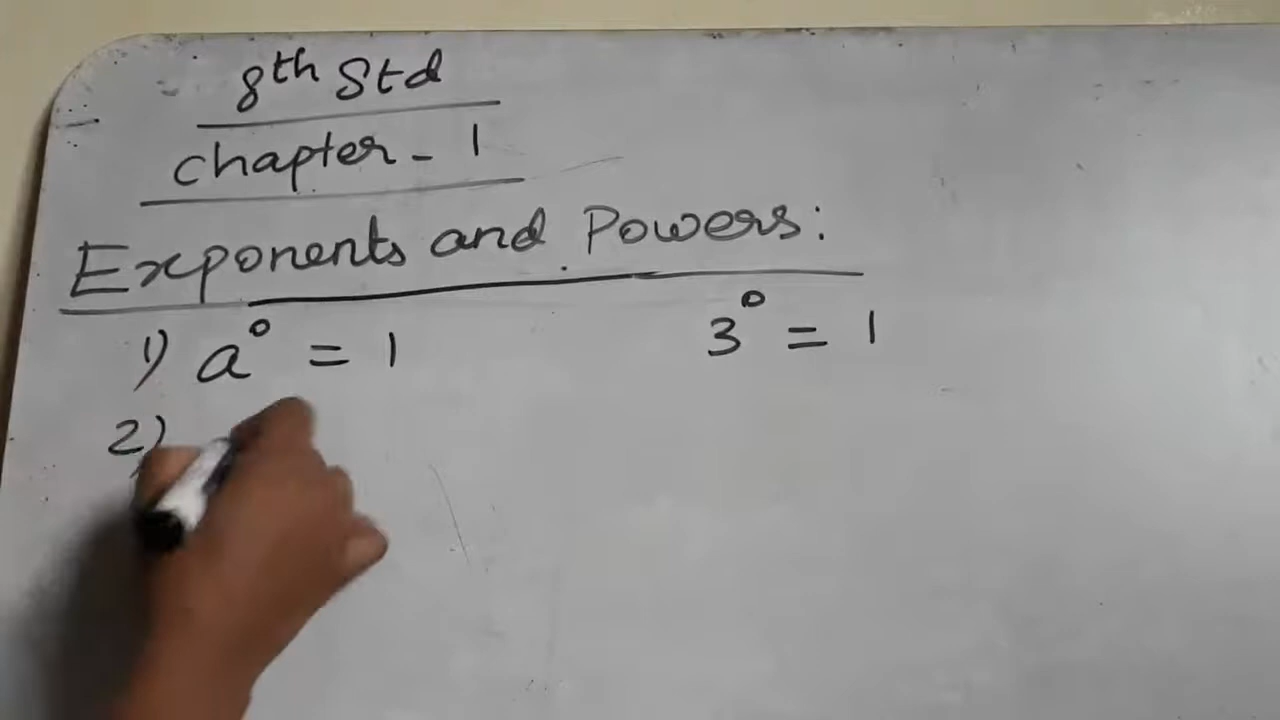 8th Std
chapter - 1
Exponents and Powers:
1) a⁰ = 1 3⁰ = 1
2)